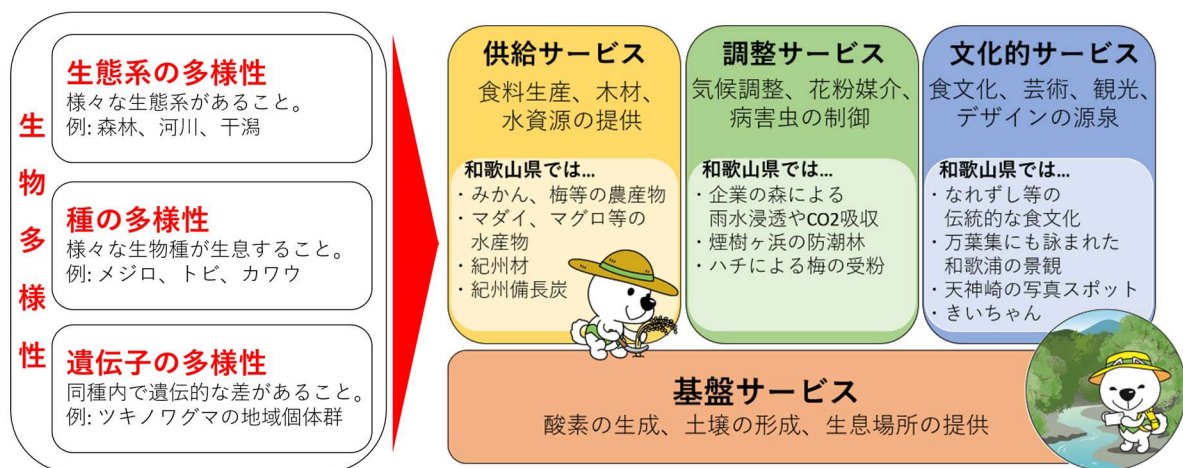 生物多様性
生態系の多様性
様々な生態系があること。
例: 森林、河川、干潟
種の多様性
様々な生物種が生息すること。
例: メジロ、トビ、カワウ
遺伝子の多様性
同種内で遺伝的な差があること。
例: ツキノワグマの地域個体群
供給サービス
食料生産、木材、
水資源の提供
和歌山県では...
・みかん、梅等の農産物
・マダイ、マグロ等の
水産物
・紀州材
・紀州備長炭
調整サービス
気候調整、花粉媒介、
病害虫の制御
和歌山県では...
・企業の森による
雨水浸透やCO2吸収
・煙樹ヶ浜の防潮林
・ハチによる梅の受粉
文化的サービス
食文化、芸術、観光、
デザインの源泉
和歌山県では...
・なれずし等の
伝統的な食文化
・万葉集にも詠まれた
和歌浦の景観
・天神崎の写真スポット
・きいちゃん
基盤サービス
酸素の生成、土壌の形成、生息場所の提供